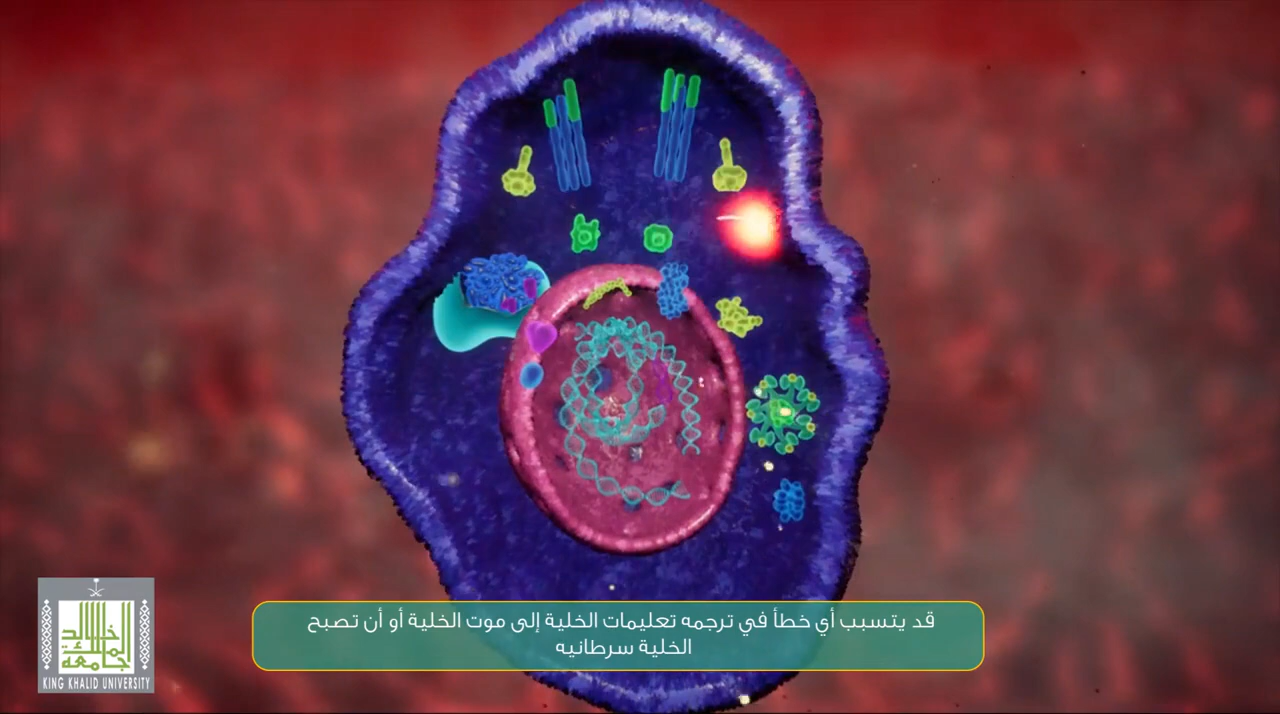 قد يتسبب أي خطأ في ترجمه تعليمات الخلية إلى موت الخلية أو أن تصبح
الخلية سرطانيه
جامعة الملك خالد
KING KHALID UNIVERSITY